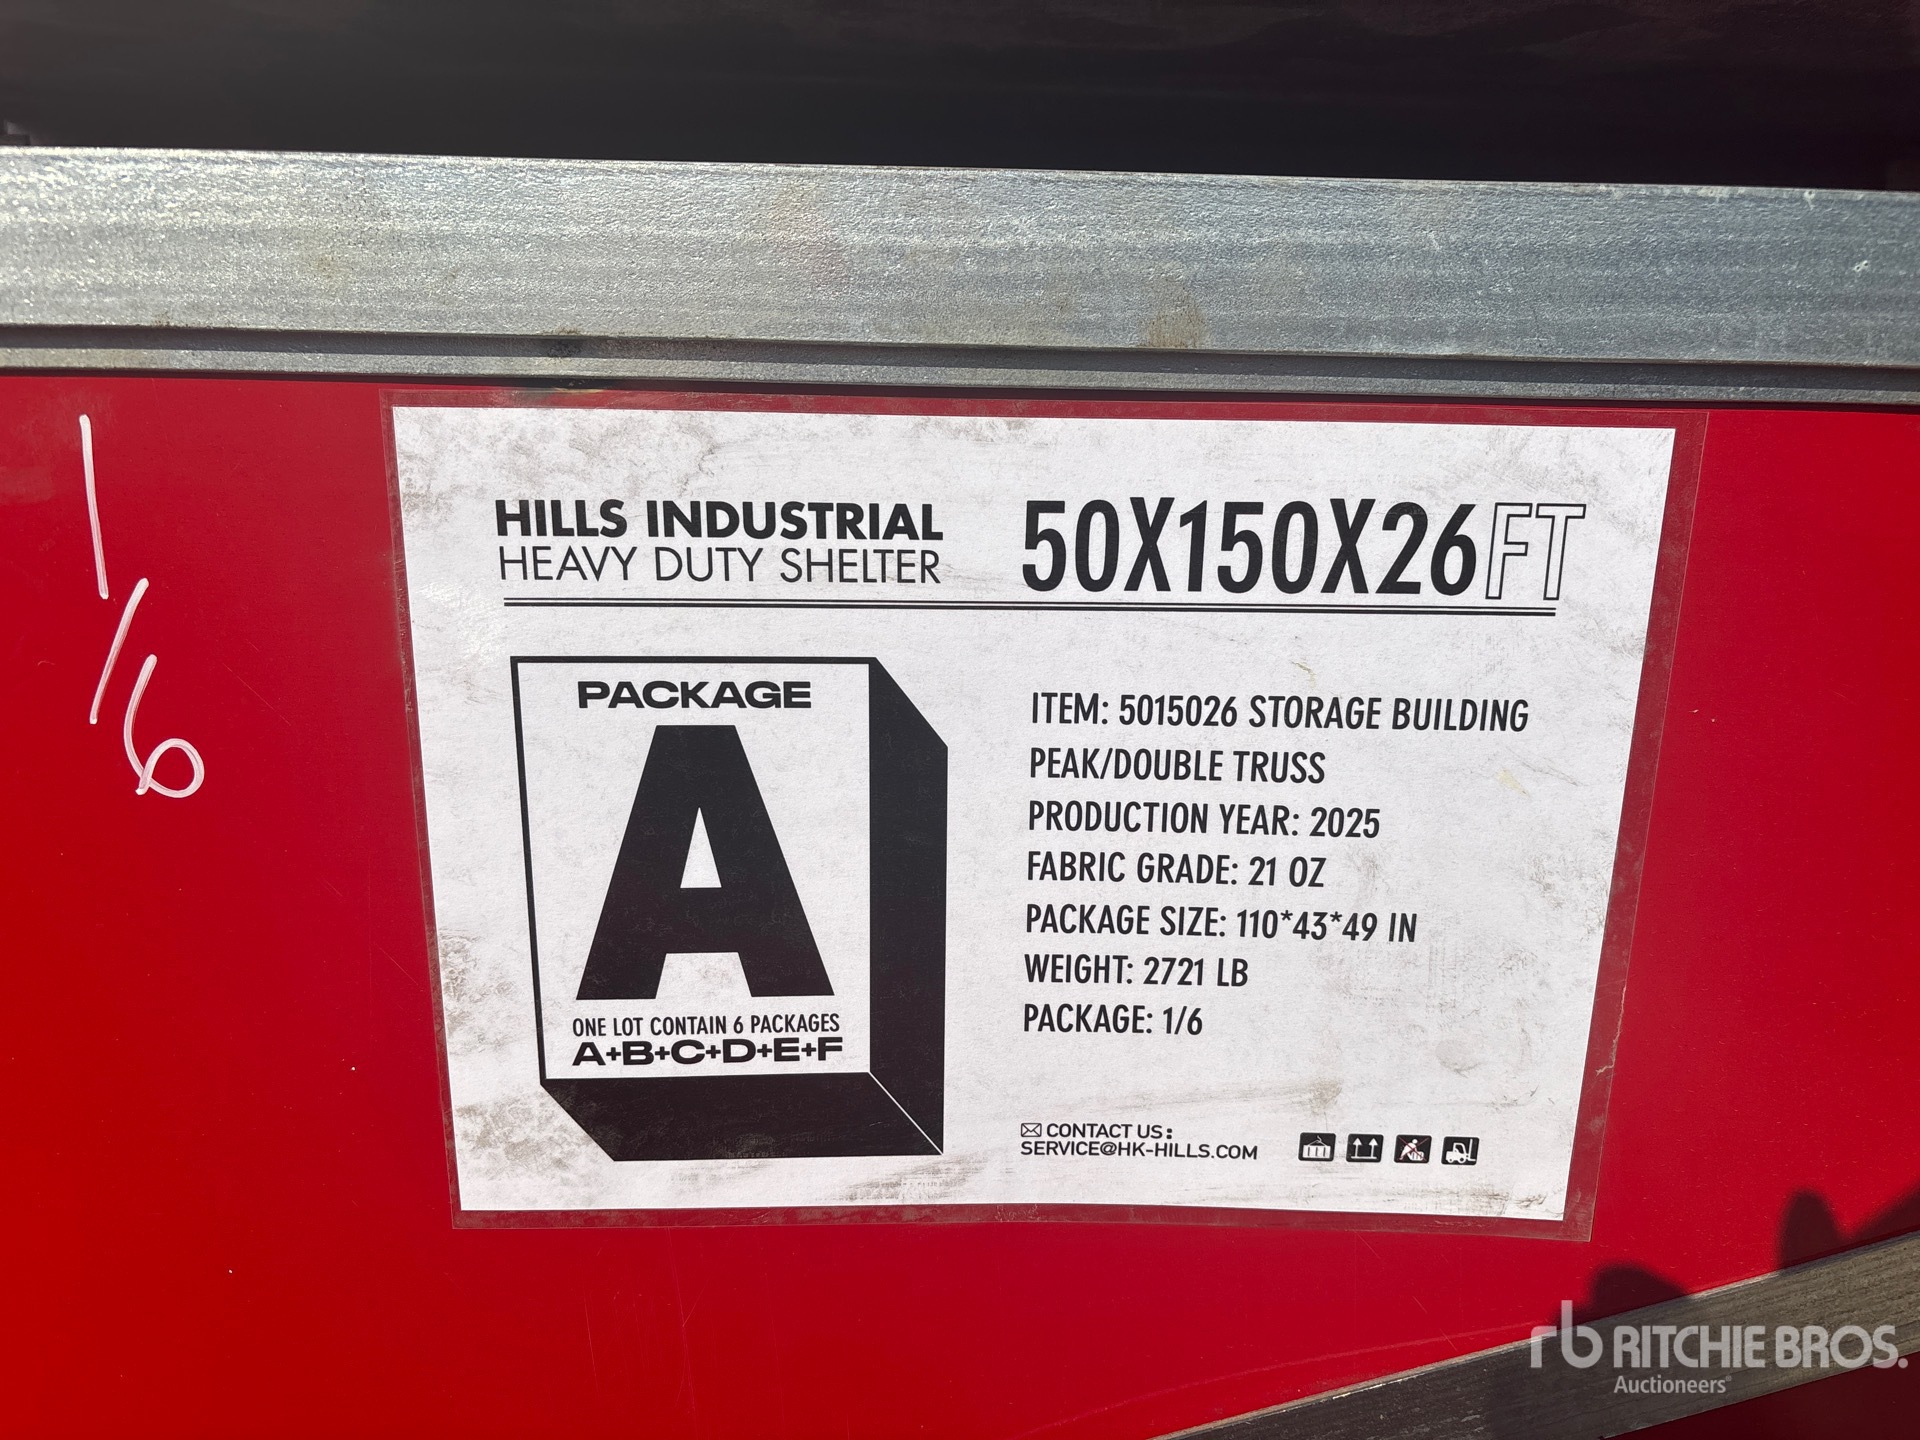 1/6
HILLS INDUSTRIAL
HEAVY DUTY SHELTER
50X150X26FT
PACKAGE
A
ONE LOT CONTAIN 6 PACKAGES
A+B+C+D+E+F
ITEM: 5015026 STORAGE BUILDING
PEAK/DOUBLE TRUSS
PRODUCTION YEAR: 2025
FABRIC GRADE: 21 OZ
PACKAGE SIZE: 110*43*49 IN
WEIGHT: 2721 LB
PACKAGE: 1/6
CONTACT US:
SERVICE@HK-HILLS.COM
rb RITCHIE BROS.
Auctioneers